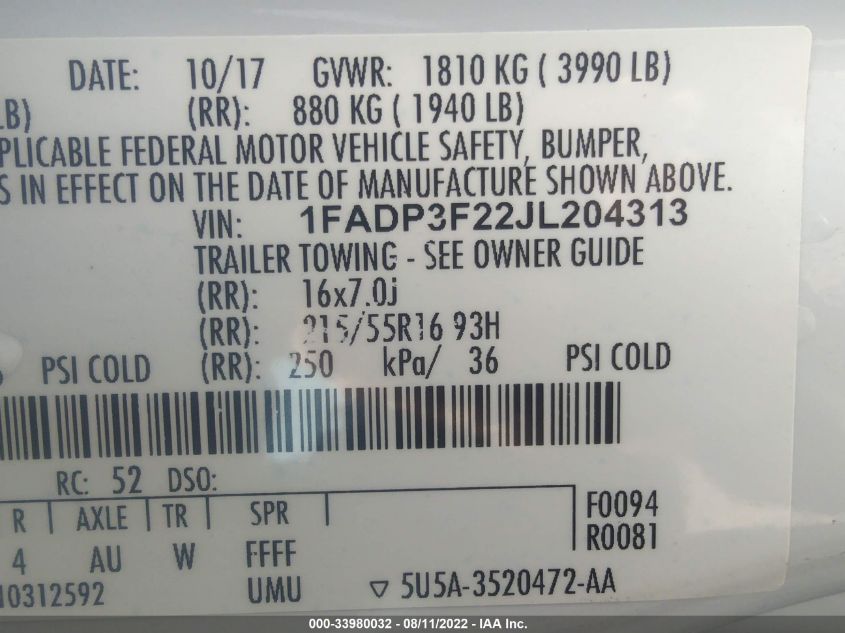 DATE: 10/17 GVWR: 1810 KG ( 3990 LB)
LB) (RR): 880 KG ( 1940 LB)
PLICABLE FEDERAL MOTOR VEHICLE SAFETY, BUMPER,
S IN EFFECT ON THE DATE OF MANUFACTURE SHOWN ABOVE.
VIN: 1FADP3F22JL204313
TRAILER TOWING - SEE OWNER GUIDE
(RR): 16x7.0j
(RR): 215/55R16 93H
PSI COLD (RR): 250 kPa/ 36 PSI COLD
RC: 52 DSO:
R AXLE TR SPR F0094
R0081
4 AU W FFFF
10312592 UMU ▽ 5U5A-3520472-AA
000-33980032 - 08/11/2022 - IAA Inc.